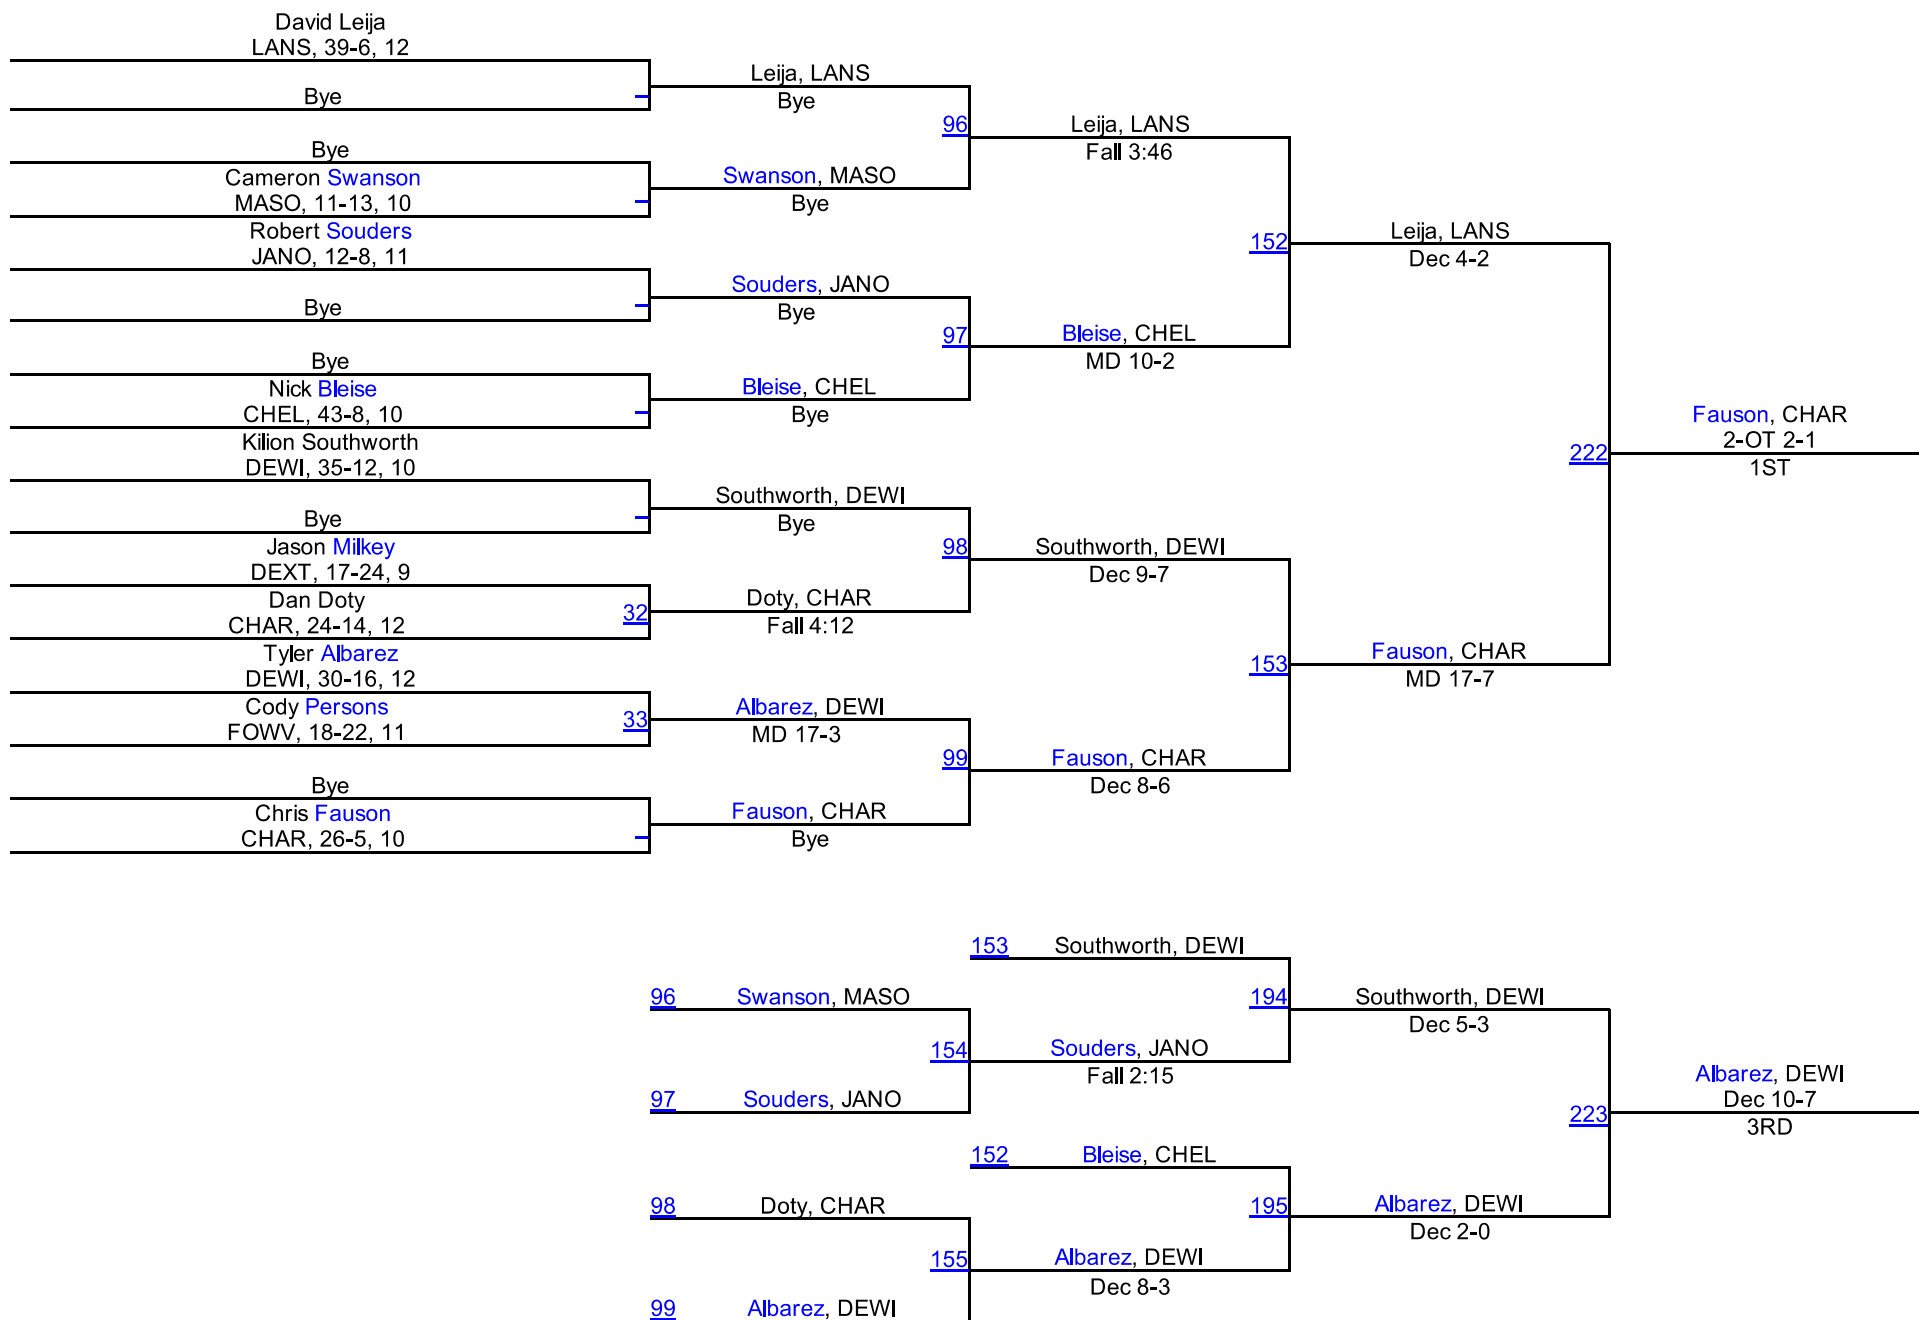 David Leija
LANS, 39-6, 12
Bye
Bye
Cameron Swanson
MASO, 11-13, 10
Robert Souders
JANO, 12-8, 11
Bye
Bye
Nick Bleise
CHEL, 43-8, 10
Kilion Southworth
DEWI, 35-12, 10
Bye
Jason Milkey
DEXT, 17-24, 9
Dan Doty
CHAR, 24-14, 12
32
Tyler Albarez
DEWI, 30-16, 12
Cody Persons
FOWV, 18-22, 11
33
Bye
Chris Fauson
CHAR, 26-5, 10
Leija, LANS
Bye
96
Swanson, MASO
Bye
Souders, JANO
Bye
97
Bleise, CHEL
Bye
Southworth, DEWI
Bye
98
Doty, CHAR
Fall 4:12
Albarez, DEWI
MD 17-3
99
Fauson, CHAR
Bye
Leija, LANS
Fall 3:46
152
Bleise, CHEL
MD 10-2
Southworth, DEWI
Dec 9-7
153
Fauson, CHAR
Dec 8-6
Leija, LANS
Dec 4-2
222
Fauson, CHAR
MD 17-7
Fauson, CHAR
2-OT 2-1
1ST
153 Southworth, DEWI
96 Swanson, MASO
194
154
Souders, JANO
Fall 2:15
97 Souders, JANO
Southworth, DEWI
Dec 5-3
223
152 Bleise, CHEL
98 Doty, CHAR
195
155
Albarez, DEWI
Dec 8-3
99 Albarez, DEWI
Albarez, DEWI
Dec 2-0
Albarez, DEWI
Dec 10-7
3RD